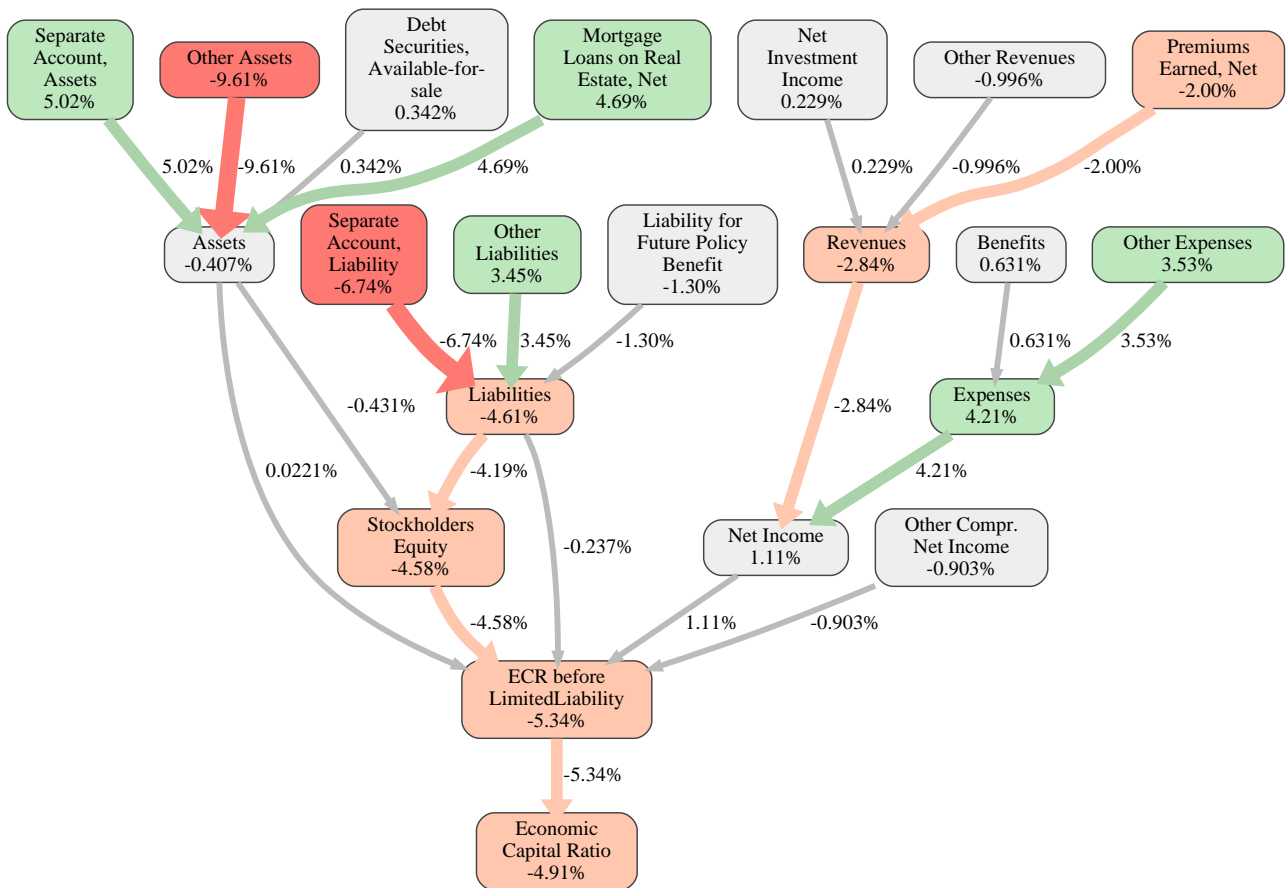 Separate
Account,
Assets
5.02%
Other Assets
-9.61%
Debt
Securities,
Available-for-
sale
0.342%
Mortgage
Loans on Real
Estate, Net
4.69%
Net
Investment
Income
0.229%
Other Revenues
-0.996%
Premiums
Earned, Net
-2.00%
5.02%
-9.61%
0.342%
4.69%
0.229%
-0.996%
-2.00%
Assets
-0.407%
Separate
Account,
Liability
-6.74%
Other
Liabilities
3.45%
Liability for
Future Policy
Benefit
-1.30%
Revenues
-2.84%
Benefits
0.631%
Other Expenses
3.53%
-6.74%
3.45%
-1.30%
0.631%
3.53%
Liabilities
-4.61%
-0.431%
-2.84%
Expenses
4.21%
0.0221%
-4.19%
4.21%
Stockholders
Equity
-4.58%
-0.237%
Net Income
1.11%
Other Compr.
Net Income
-0.903%
-4.58%
1.11%
-0.903%
ECR before
LimitedLiability
-5.34%
-5.34%
Economic
Capital Ratio
-4.91%